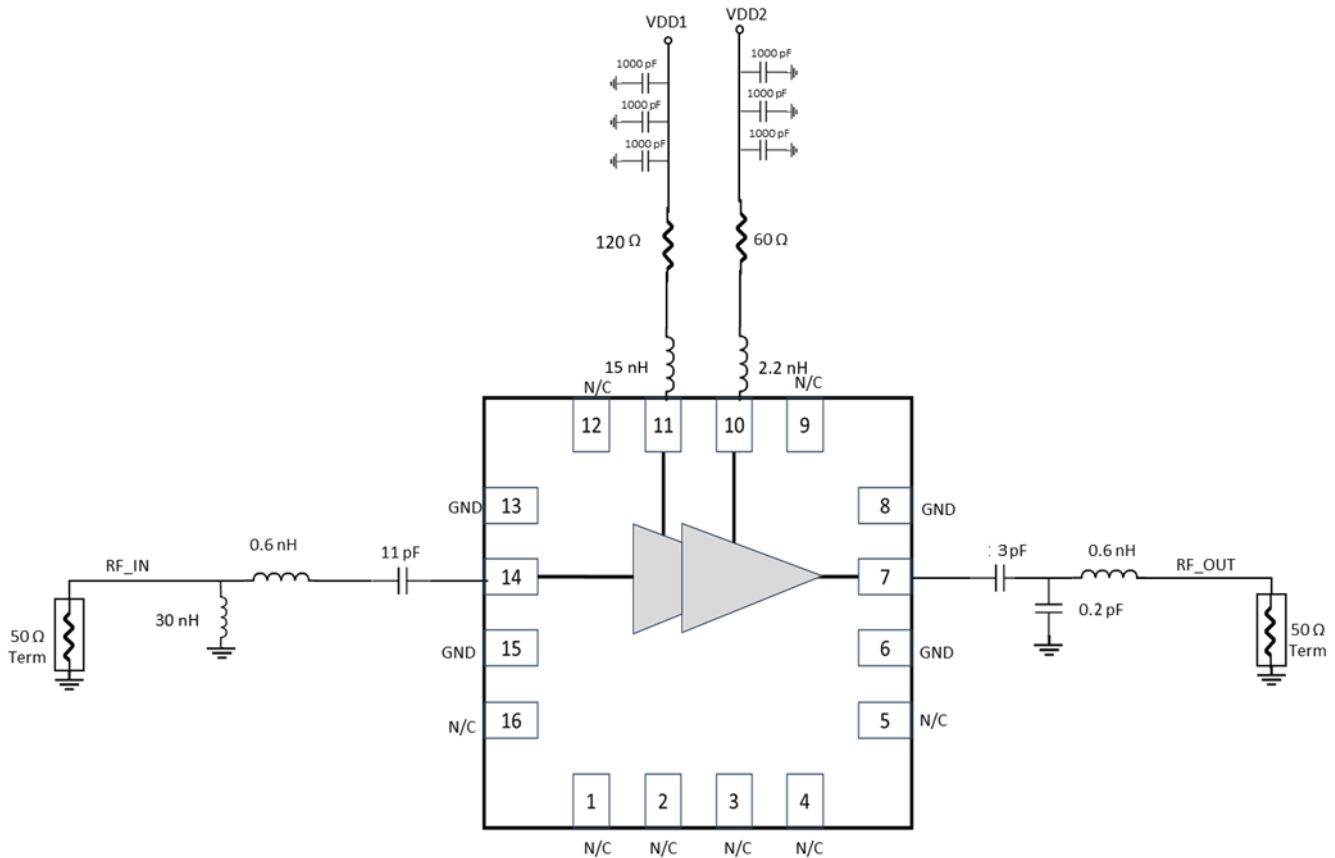 VDD1
VDD2
1000 pF
1000 pF
1000 pF
1000 pF
1000 pF
1000 pF
120 Ω
60 Ω
15 nH
2.2 nH
N/C
N/C
12
11
10
9
GND
13
8
GND
RF_IN
0.6 nH
11 pF
14
7
: 3pF
0.6 nH
RF_OUT
30 nH
0.2 pF
50 Ω
Term
50 Ω
Term
GND
15
6
GND
N/C
16
5
N/C
1
2
3
4
N/C
N/C
N/C
N/C